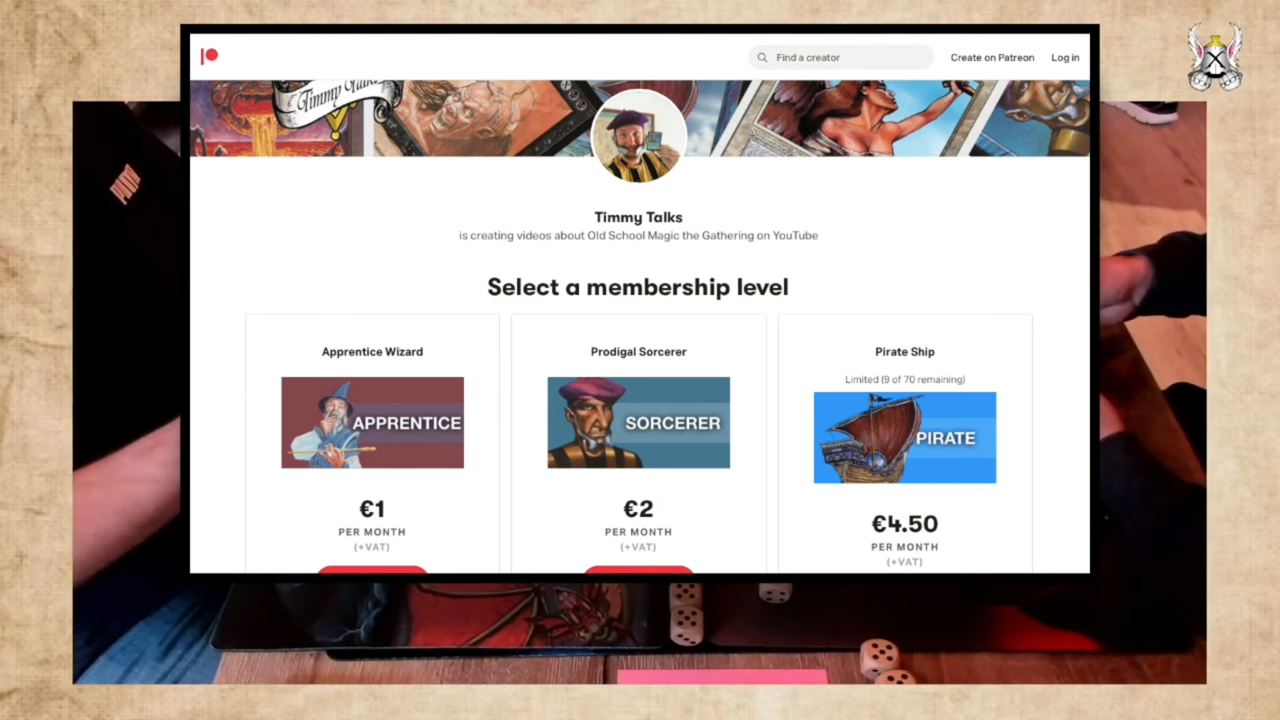 Find a creator
Create on Patreon
Log in
Timmy Talks
Timmy Talks
is creating videos about Old School Magic the Gathering on YouTube
Select a membership level
Apprentice Wizard
Prodigal Sorcerer
Pirate Ship
Limited (9 of 70 remaining)
APPRENTICE
SORCERER
PIRATE
€1
PER MONTH
(+VAT)
€2
PER MONTH
(+VAT)
€4.50
PER MONTH
(+VAT)